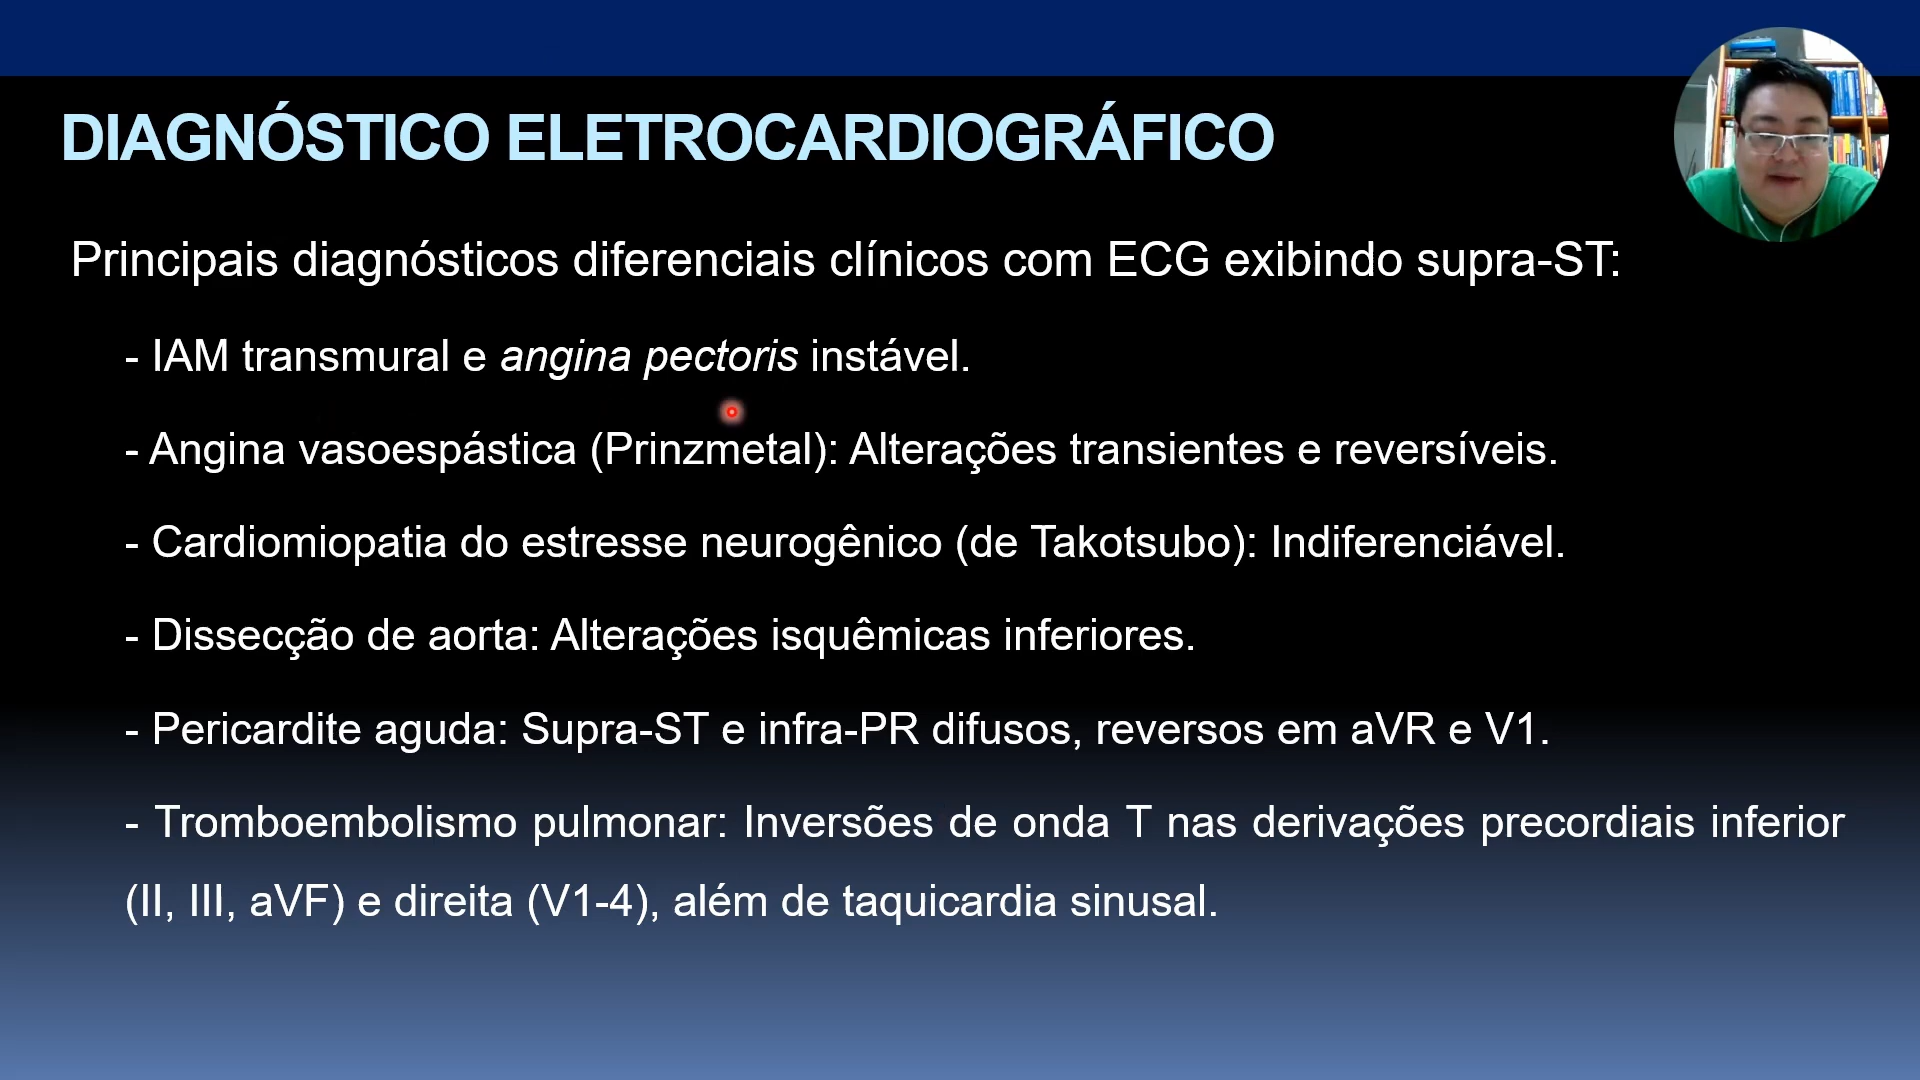 DIAGNÓSTICO ELETROCARDIOGRÁFICO
Principais diagnósticos diferenciais clínicos com ECG exibindo supra-ST:
- IAM transmural e angina pectoris instável.
- Angina vasoespástica (Prinzmetal): Alterações transientes e reversíveis.
- Cardiomiopatia do estresse neurogênico (de Takotsubo): Indiferenciável.
- Dissecção de aorta: Alterações isquêmicas inferiores.
- Pericardite aguda: Supra-ST e infra-PR difusos, reversos em aVR e V1.
- Tromboembolismo pulmonar: Inversões de onda T nas derivações precordiais inferior
(II, III, aVF) e direita (V1-4), além de taquicardia sinusal.